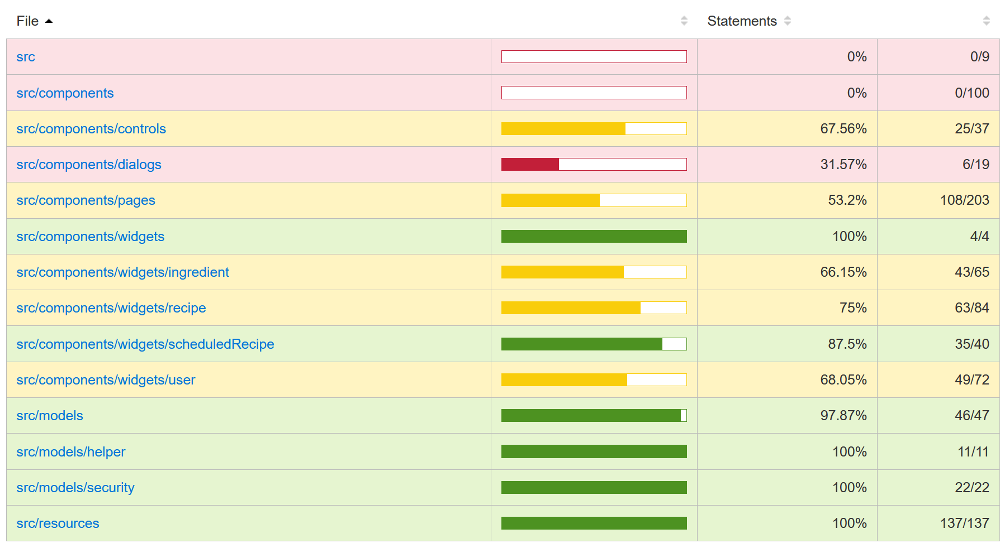 File Statements
src 0% 0/9
src/components 0% 0/100
src/components/controls 67.56% 25/37
src/components/dialogs 31.57% 6/19
src/components/pages 53.2% 108/203
src/components/widgets 100% 4/4
src/components/widgets/ingredient 66.15% 43/65
src/components/widgets/recipe 75% 63/84
src/components/widgets/scheduledRecipe 87.5% 35/40
src/components/widgets/user 68.05% 49/72
src/models 97.87% 46/47
src/models/helper 100% 11/11
src/models/security 100% 22/22
src/resources 100% 137/137